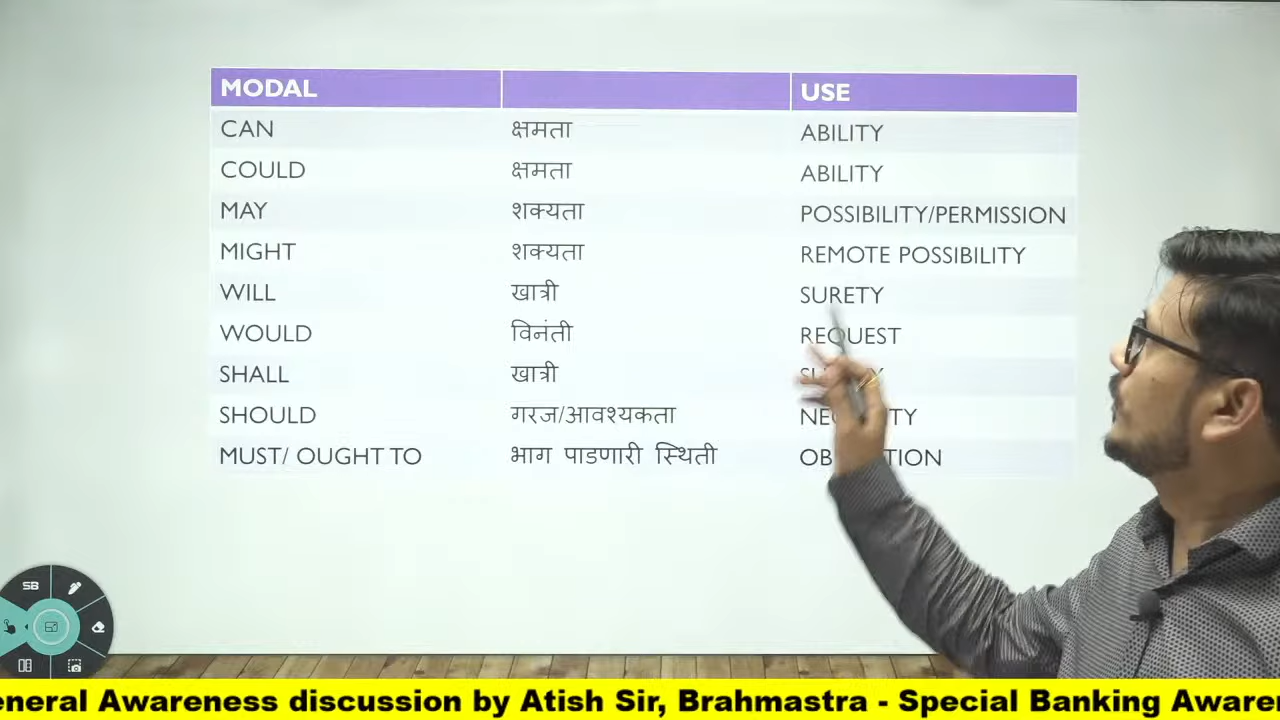 MODAL USE
CAN क्षमता ABILITY
COULD क्षमता ABILITY
MAY शक्यता POSSIBILITY/PERMISSION
MIGHT शक्यता REMOTE POSSIBILITY
WILL खात्री SURETY
WOULD विनंती REQUEST
SHALL खात्री
SHOULD गरज/आवश्यकता
MUST/ OUGHT TO भाग पाडणारी स्थिती
SB
eneral Awareness discussion by Atish Sir, Brahmastra - Special Banking Aware